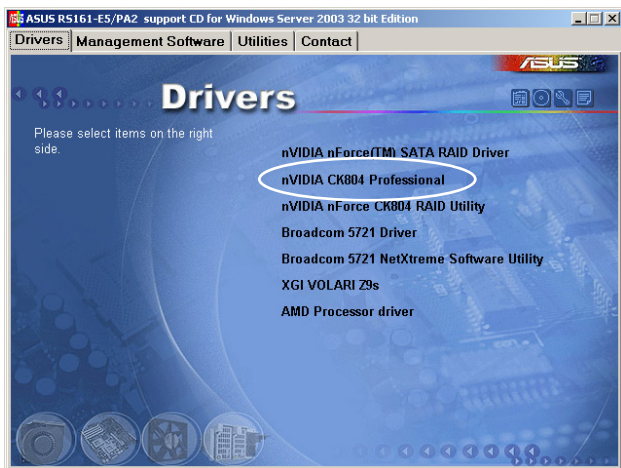 ASUS RS161-E5/PA2 support CD for Windows Server 2003 32 bit Edition
Drivers Management Software Utilities Contact
ASUS
Drivers
Please select items on the right
side.
nVIDIA nForce(TM) SATA RAID Driver
nVIDIA CK804 Professional
nVIDIA nForce CK804 RAID Utility
Broadcom 5721 Driver
Broadcom 5721 NetXtreme Software Utility
XGI VOLARI Z9s
AMD Processor driver